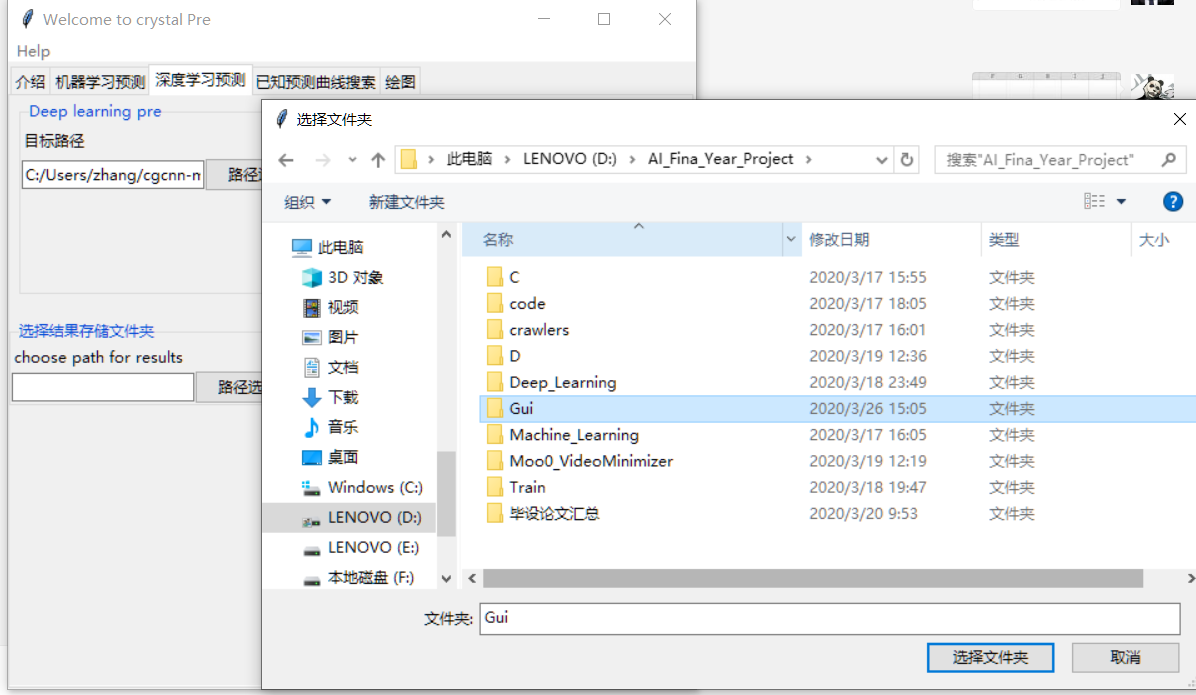 Welcome to crystal Pre
Help
介绍 机器学习预测 深度学习预测 已知预测曲线搜索 绘图
Deep learning pre
目标路径
C:/Users/zhang/cgcnn-n
路径
选择结果存储文件夹
choose path for results
路径选
选择文件夹
此电脑 › LENOVO (D:) › AI_Fina_Year_Project ›
搜索"AI_Fina_Year_Project"
组织 新建文件夹
此电脑
3D 对象
视频
图片
文档
下载
音乐
桌面
Windows (C:)
LENOVO (D:)
LENOVO (E:)
本地磁盘 (F:)
名称 修改日期 类型 大小
C 2020/3/17 15:55 文件夹
code 2020/3/17 18:05 文件夹
crawlers 2020/3/17 16:01 文件夹
D 2020/3/19 12:36 文件夹
Deep_Learning 2020/3/18 23:49 文件夹
Gui 2020/3/26 15:05 文件夹
Machine_Learning 2020/3/17 16:05 文件夹
Moo0_VideoMinimizer 2020/3/19 12:19 文件夹
Train 2020/3/18 19:47 文件夹
毕设论文汇总 2020/3/20 9:53 文件夹
文件夹: Gui
选择文件夹 取消